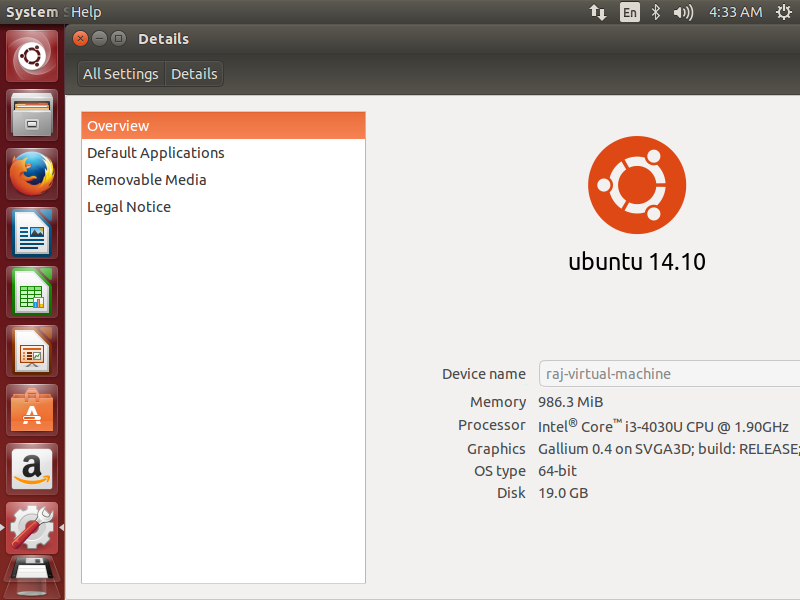 System S Help
En
4:33 AM
Details
All Settings Details
Overview
Default Applications
Removable Media
Legal Notice
ubuntu 14.10
Device name raj-virtual-machine
Memory 986.3 MiB
Processor Intel® Core™ i3-4030U CPU @ 1.90GHz
Graphics Gallium 0.4 on SVGA3D; build: RELEASE;
OS type 64-bit
Disk 19.0 GB
A
a